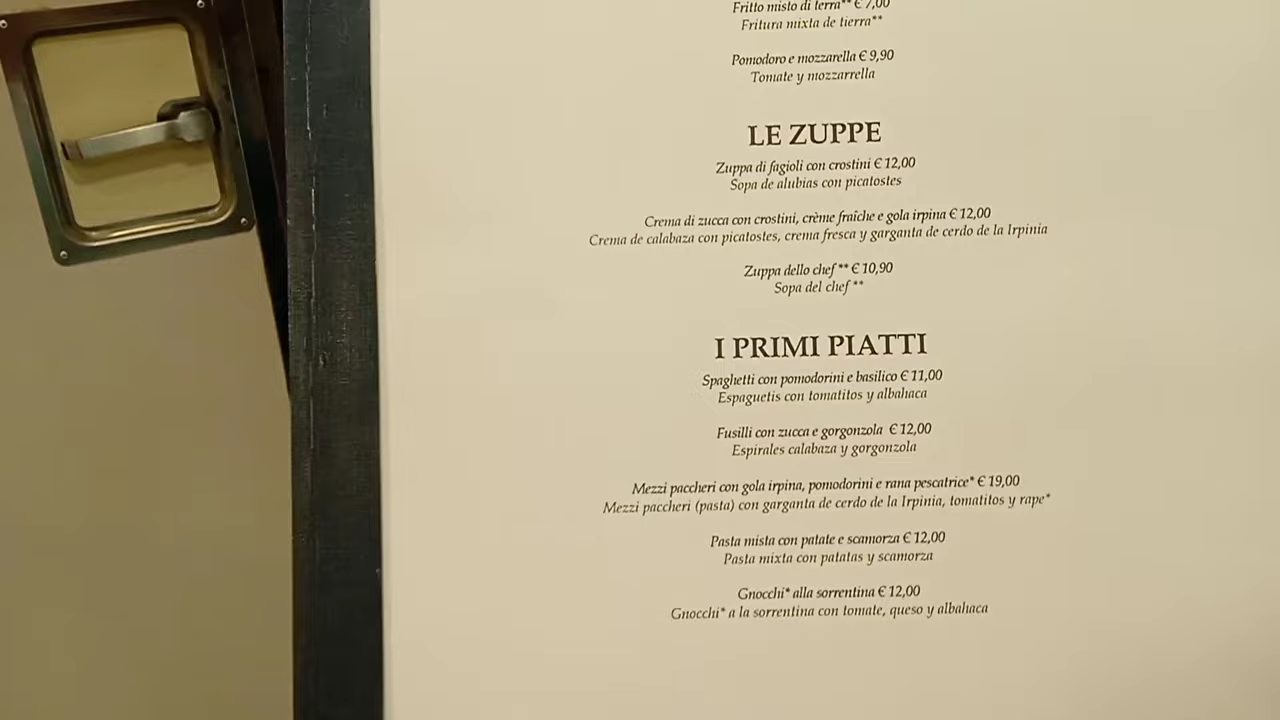 Fritto misto di terra** € 7,00
Fritura mixta de tierra**
Pomodoro e mozzarella € 9,90
Tomate y mozzarrella
LE ZUPPE
Zuppa di fagioli con crostini € 12,00
Sopa de alubias con picatostes
Crema di zucca con crostini, crème fraîche e gola irpina € 12,00
Crema de calabaza con picatostes, crema fresca y garganta de cerdo de la Irpinia
Zuppa dello chef ** € 10,90
Sopa del chef **
I PRIMI PIATTI
Spaghetti con pomodorini e basilico € 11,00
Espaguetis con tomatitos y albahaca
Fusilli con zucca e gorgonzola € 12,00
Espirales calabaza y gorgonzola
Mezzi paccheri con gola irpina, pomodorini e rana pescatrice* € 19,00
Mezzi paccheri (pasta) con garganta de cerdo de la Irpinia, tomatitos y rape*
Pasta mista con patate e scamorza € 12,00
Pasta mixta con patatas y scamorza
Gnocchi* alla sorrentina € 12,00
Gnocchi* a la sorrentina con tomate, queso y albahaca